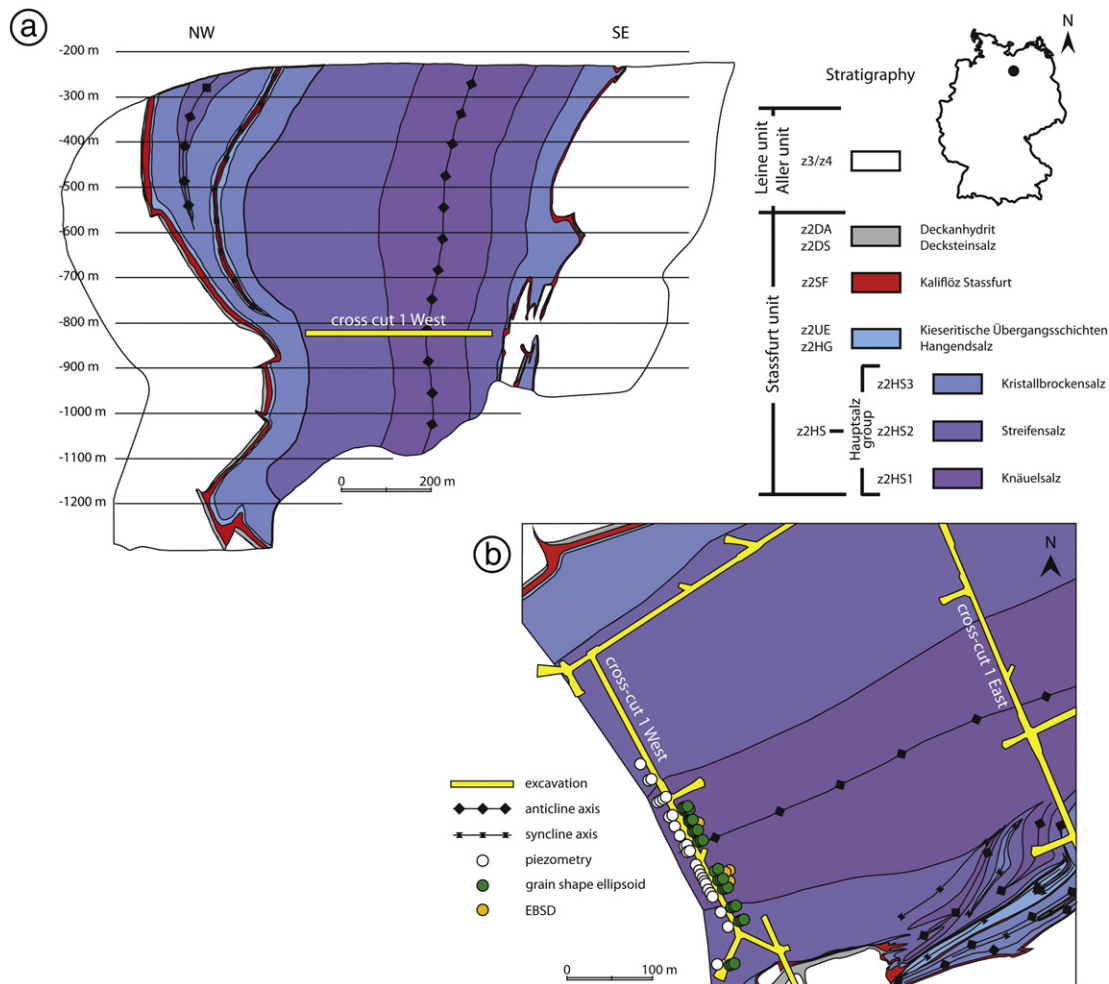 a
NW
SE
N
-200 m
-300 m
-400 m
-500 m
-600 m
-700 m
-800 m
-900 m
-1000 m
-1100 m
-1200 m
cross cut 1 West
0 200 m
Stratigraphy
Leine unit
Aller unit
z3/z4
Stassfurt unit
z2DA
z2DS
Deckanhydrit
Decksteinsalz
z2SF
Kaliflöz Stassfurt
z2UE
z2HG
Kieseritische Übergangsschichten
Hangendsalz
z2HS
Hauptsalz
group
z2HS3
Kristallbrockensalz
z2HS2
Streifensalz
z2HS1
Knäuelsalz
b
N
cross-cut 1 West
cross-cut 1 East
excavation
anticline axis
syncline axis
piezometry
grain shape ellipsoid
EBSD
0 100 m